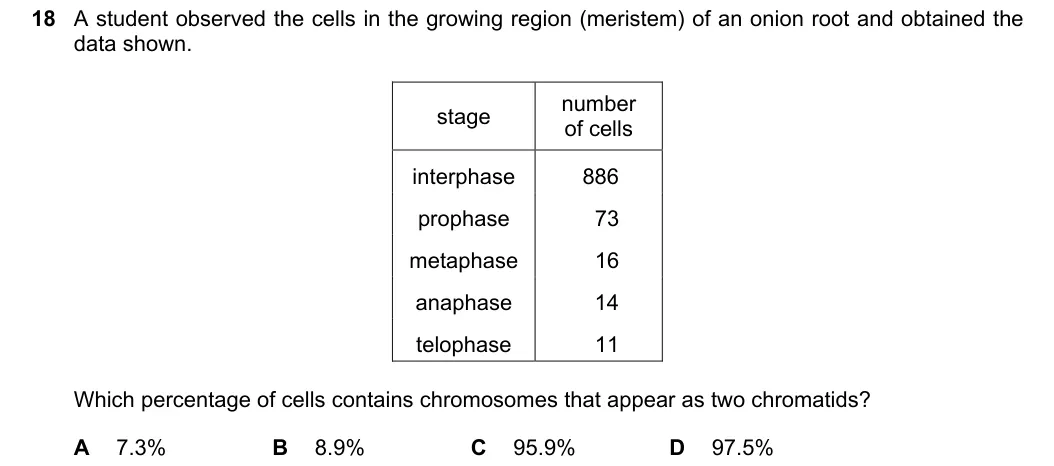 18 A student observed the cells in the growing region (meristem) of an onion root and obtained the
data shown.
stage
number
of cells
interphase 886
prophase 73
metaphase 16
anaphase 14
telophase 11
Which percentage of cells contains chromosomes that appear as two chromatids?
A 7.3% B 8.9% C 95.9% D 97.5%